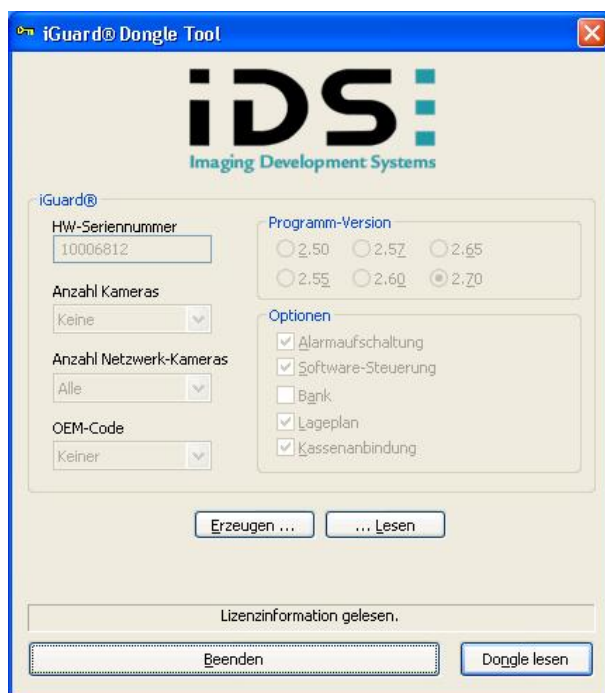 iGuard® Dongle Tool
iDS
Imaging Development Systems
iGuard®
HW-Seriennummer
10006812
Anzahl Kameras
Keine
Anzahl Netzwerk-Kameras
Alle
OEM-Code
Keiner
Programm-Version
2.50 2.57 2.65
2.55 2.60 2.70
Optionen
Alarmaufschaltung
Software-Steuerung
Bank
Lageplan
Kassenanbindung
Erzeugen ... ... Lesen
Lizenzinformation gelesen.
Beenden Dongle lesen